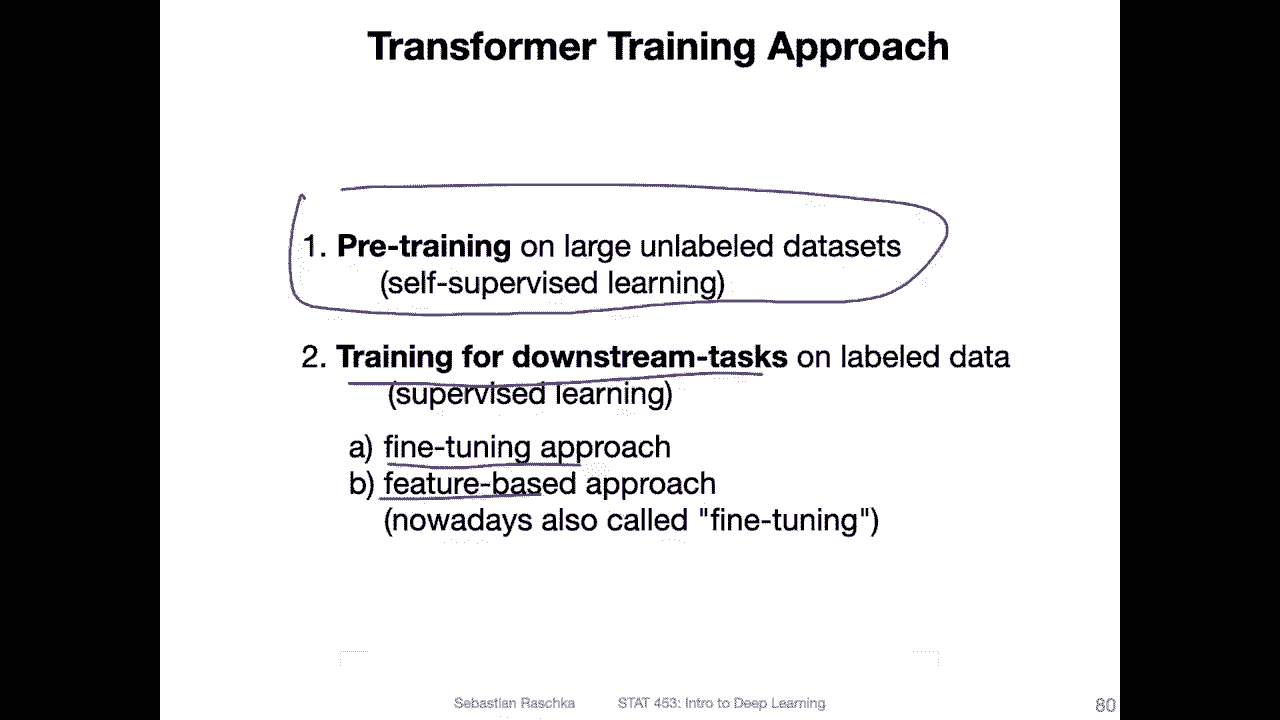 Transformer Training Approach
1. Pre-training on large unlabeled datasets
(self-supervised learning)
2. Training for downstream-tasks on labeled data
(supervised learning)
a) fine-tuning approach
b) feature-based approach
(nowadays also called "fine-tuning")
Sebastian Raschka STAT 453: Intro to Deep Learning 80